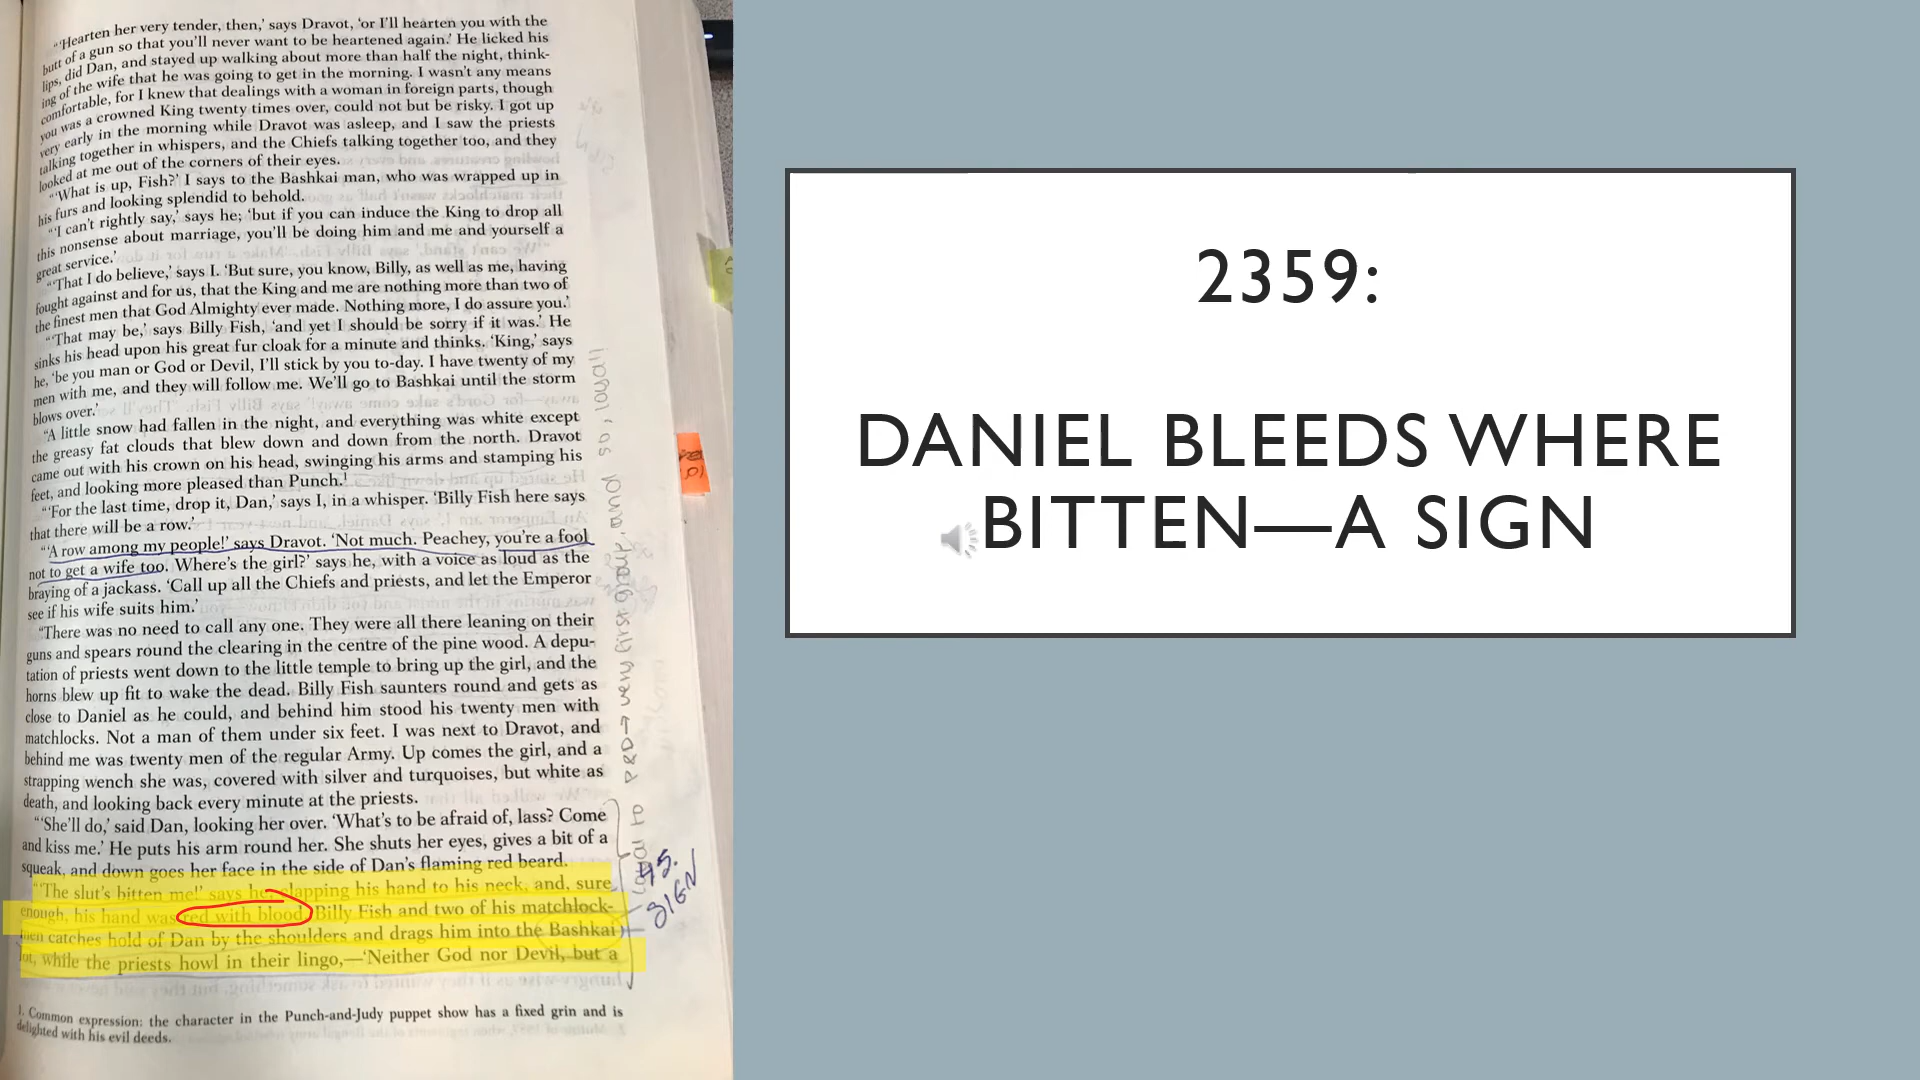 “‘Hearten her very tender, then,’ says Dravot, ‘or I’ll hearten you with the
butt of a gun so that you’ll never want to be heartened again.’ He licked his
lips, did Dan, and stayed up walking about more than half the night, think-
ing of the wife that he was going to get in the morning. I wasn’t any means
comfortable, for I knew that dealings with a woman in foreign parts, though
you was a crowned King twenty times over, could not but be risky. I got up
very early in the morning while Dravot was asleep, and I saw the priests
talking together in whispers, and the Chiefs talking together too, and they
looked at me out of the corners of their eyes.
“‘What is up, Fish?’ I says to the Bashkai man, who was wrapped up in
his furs and looking splendid to behold.
“‘I can’t rightly say,’ says he; ‘but if you can induce the King to drop all
this nonsense about marriage, you’ll be doing him and me and yourself a
great service.’
“‘That I do believe,’ says I. ‘But sure, you know, Billy, as well as me, having
fought against and for us, that the King and me are nothing more than two of
the finest men that God Almighty ever made. Nothing more, I do assure you.’
“‘That may be,’ says Billy Fish, ‘and yet I should be sorry if it was.’ He
sinks his head upon his great fur cloak for a minute and thinks. ‘King,’ says
he, ‘be you man or God or Devil, I’ll stick by you to-day. I have twenty of my
men with me, and they will follow me. We’ll go to Bashkai until the storm
blows over.’
“A little snow had fallen in the night, and everything was white except
the greasy fat clouds that blew down and down from the north. Dravot
came out with his crown on his head, swinging his arms and stamping his
feet, and looking more pleased than Punch.¹
“‘For the last time, drop it, Dan,’ says I, in a whisper. ‘Billy Fish here says
that there will be a row.’
“‘A row among my people!’ says Dravot. ‘Not much. Peachey, you’re a fool
not to get a wife too. Where’s the girl?’ says he, with a voice as loud as the
braying of a jackass. ‘Call up all the Chiefs and priests, and let the Emperor
see if his wife suits him.’
“There was no need to call any one. They were all there leaning on their
guns and spears round the clearing in the centre of the pine wood. A depu-
tation of priests went down to the little temple to bring up the girl, and the
horns blew up fit to wake the dead. Billy Fish saunters round and gets as
close to Daniel as he could, and behind him stood his twenty men with
matchlocks. Not a man of them under six feet. I was next to Dravot, and
behind me was twenty men of the regular Army. Up comes the girl, and a
strapping wench she was, covered with silver and turquoises, but white as
death, and looking back every minute at the priests.
“‘She’ll do,’ said Dan, looking her over. ‘What’s to be afraid of, lass? Come
and kiss me.’ He puts his arm round her. She shuts her eyes, gives a bit of a
squeak, and down goes her face in the side of Dan’s flaming red beard.
“‘The slut’s bitten me!’ says he, clapping his hand to his neck, and, sure
enough, his hand was red with blood. Billy Fish and two of his matchlock-
men catches hold of Dan by the shoulders and drags him into the Bashkai
lot, while the priests howl in their lingo,—‘Neither God nor Devil, but a
1. Common expression: the character in the Punch-and-Judy puppet show has a fixed grin and is
delighted with his evil deeds.
loyal to P&D→ very first group, and so, loyal!
#5.
SIGN
2359:
DANIEL BLEEDS WHERE
BITTEN—A SIGN